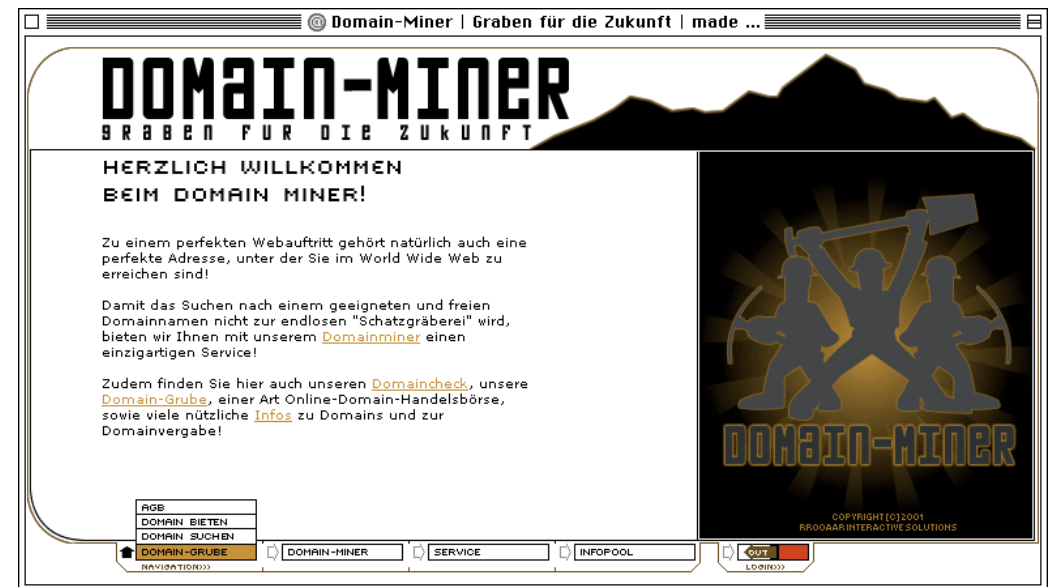 @ Domain-Miner | Graben für die Zukunft | made ...
DOMAIN-MINER
GRABEN FUR DIE ZUKUNFT
HERZLICH WILLKOMMEN
BEIM DOMAIN MINER!
Zu einem perfekten Webauftritt gehört natürlich auch eine
perfekte Adresse, unter der Sie im World Wide Web zu
erreichen sind!
Damit das Suchen nach einem geeigneten und freien
Domainnamen nicht zur endlosen "Schatzgräberei" wird,
bieten wir Ihnen mit unserem Domainminer einen
einzigartigen Service!
Zudem finden Sie hier auch unseren Domaincheck, unsere
Domain-Grube, einer Art Online-Domain-Handelsbörse,
sowie viele nützliche Infos zu Domains und zur
Domainvergabe!
DOMAIN-MINER
COPYRIGHT[C]2001
RROOAAR INTERACTIVE SOLUTIONS
AGB
DOMAIN BIETEN
DOMAIN SUCHEN
DOMAIN-GRUBE
DOMAIN-MINER
SERVICE
INFOPOOL
OUT
NAVIGATION>>>
LOGIN>>>